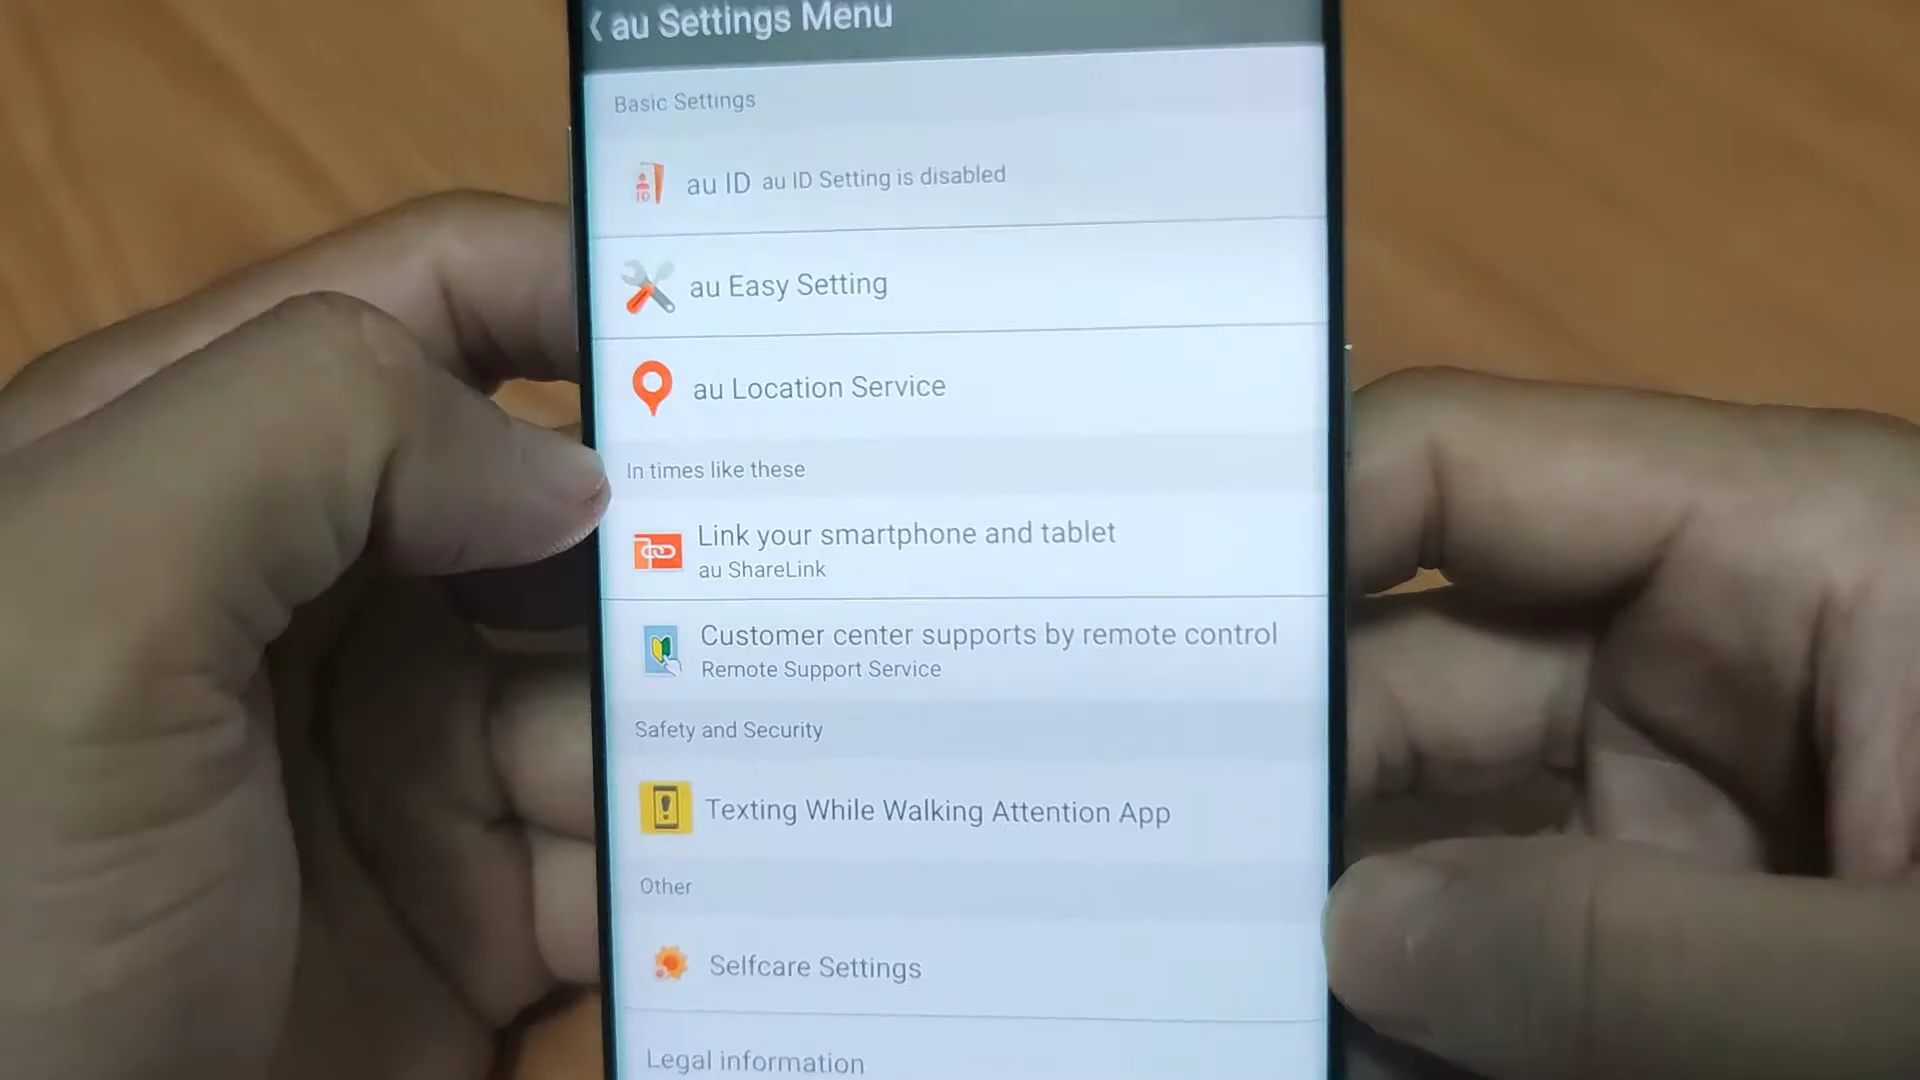 au Settings Menu
Basic Settings
ID
au ID au ID Setting is disabled
au Easy Setting
au Location Service
In times like these
Link your smartphone and tablet
au ShareLink
Customer center supports by remote control
Remote Support Service
Safety and Security
Texting While Walking Attention App
Other
Selfcare Settings
Legal information